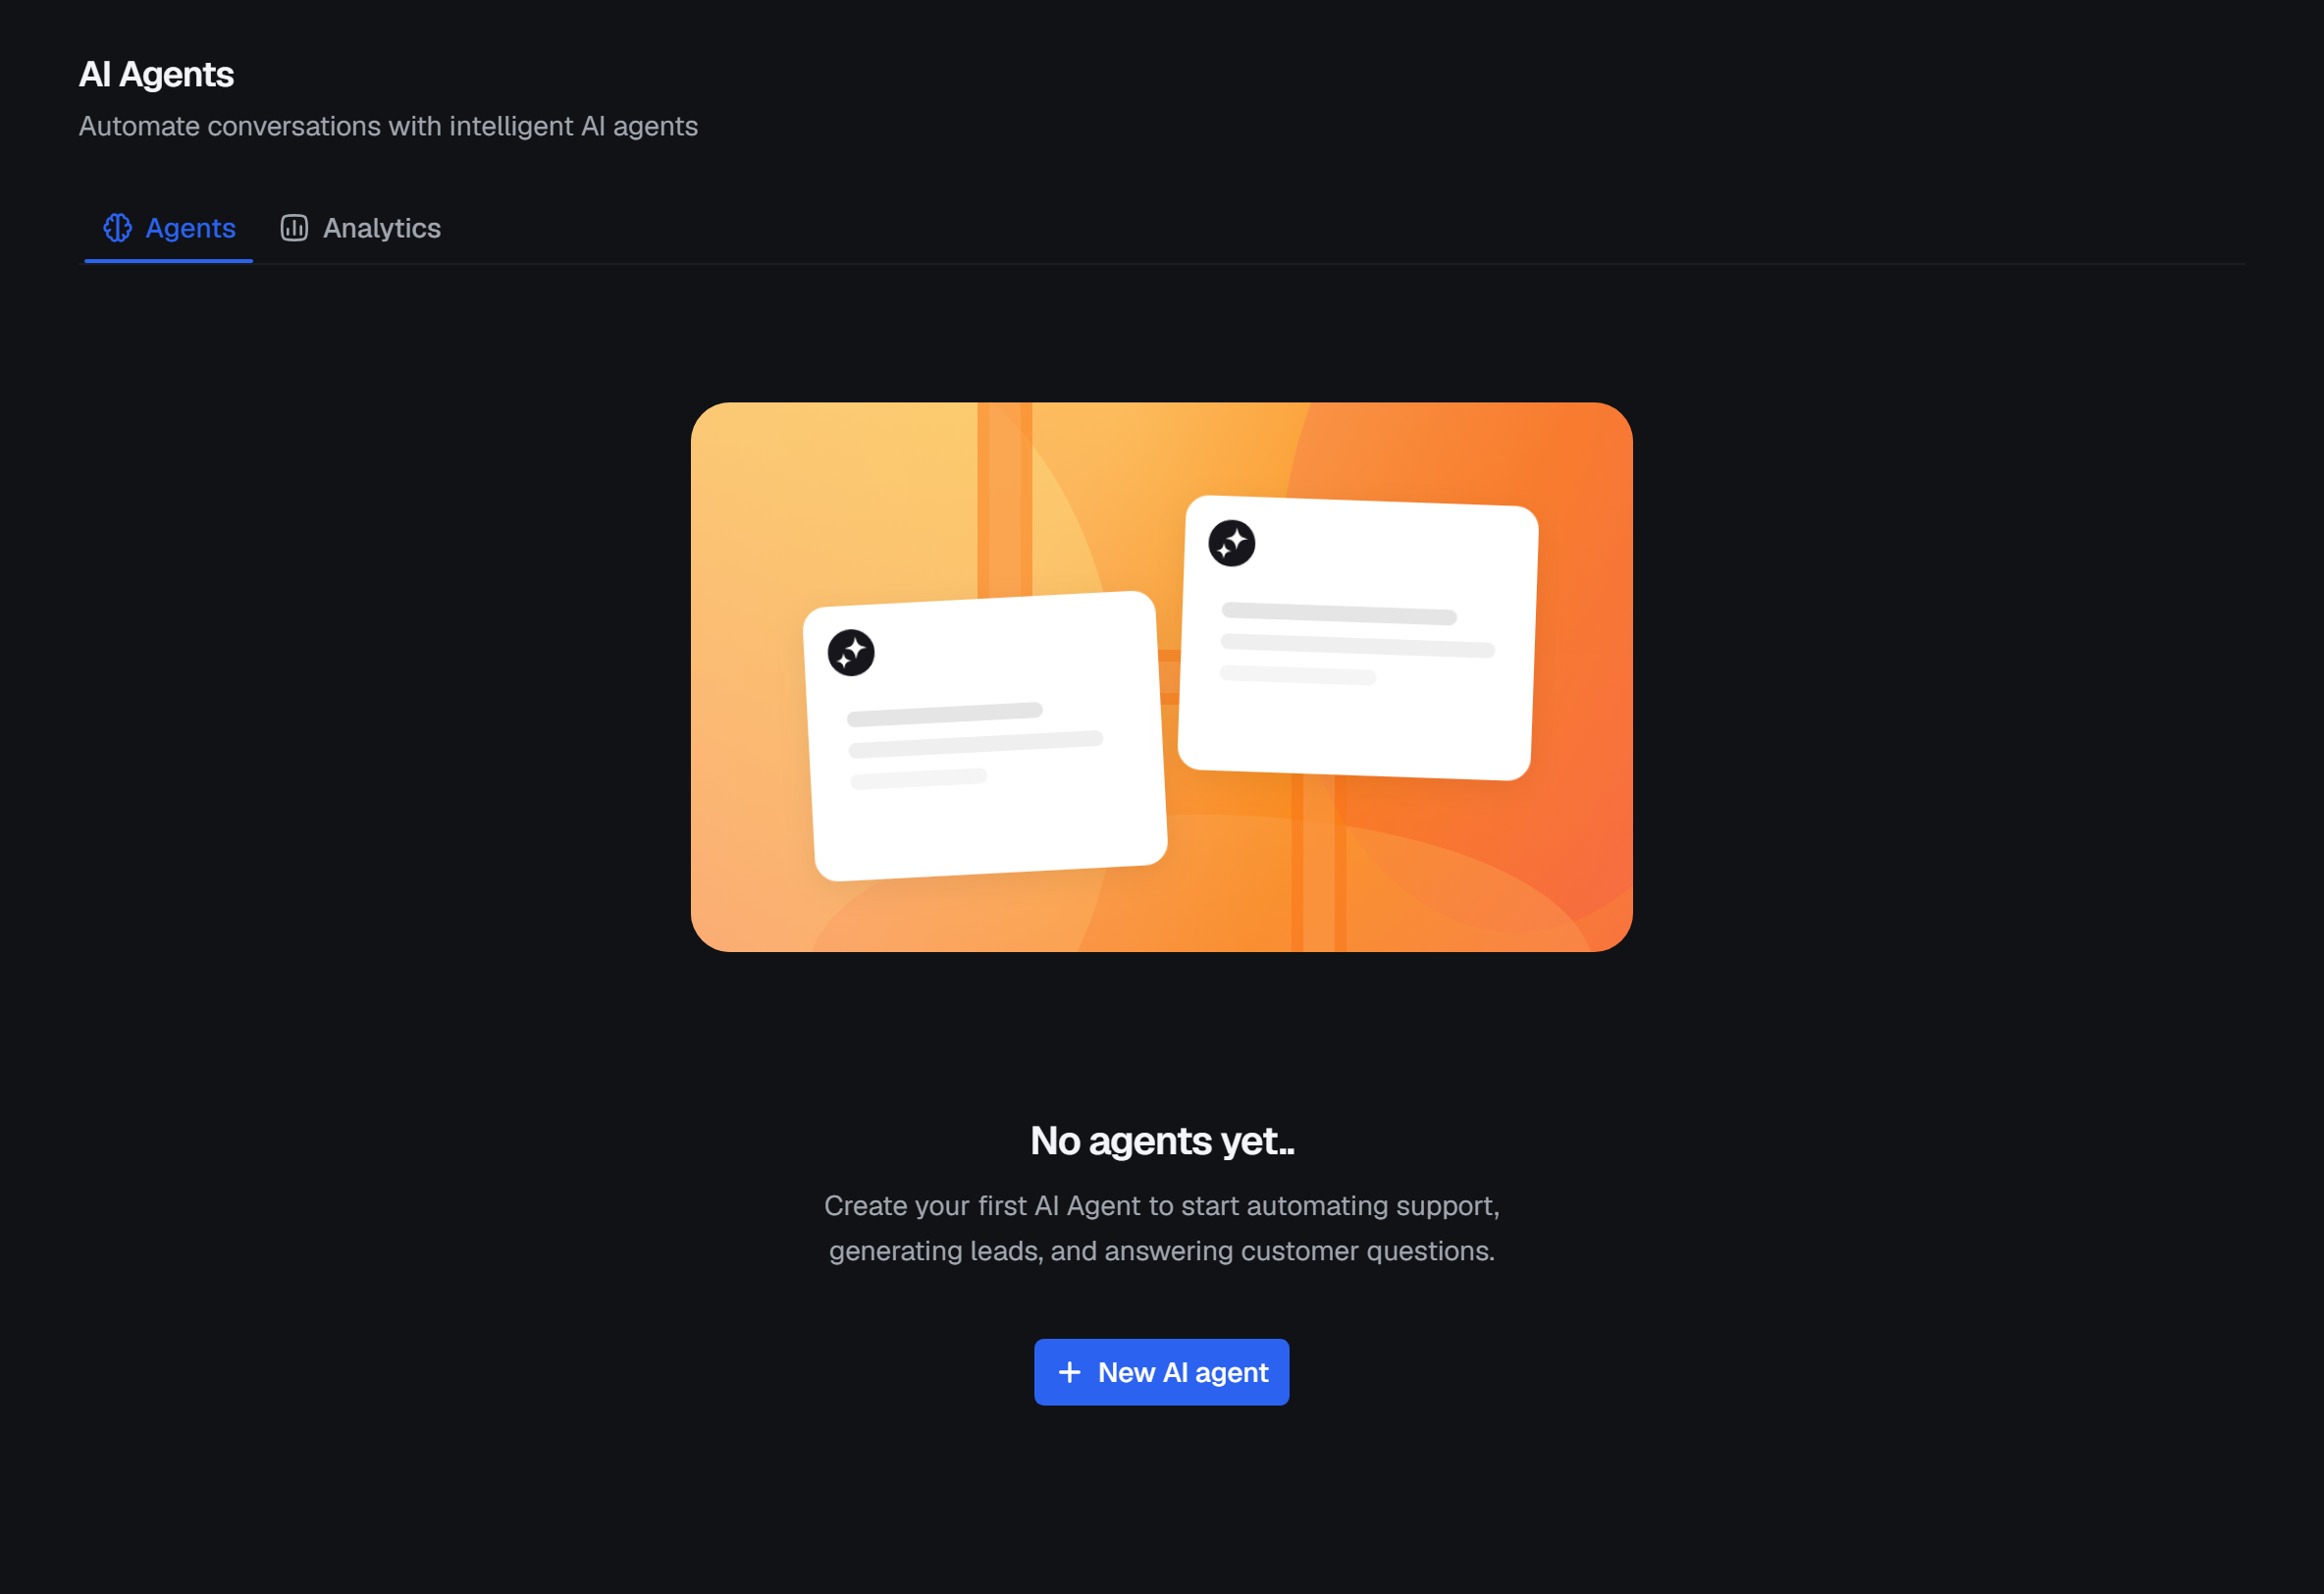 AI Agents
Automate conversations with intelligent AI agents
Agents
Analytics
No agents yet..
Create your first AI Agent to start automating support,
generating leads, and answering customer questions.
New AI agent